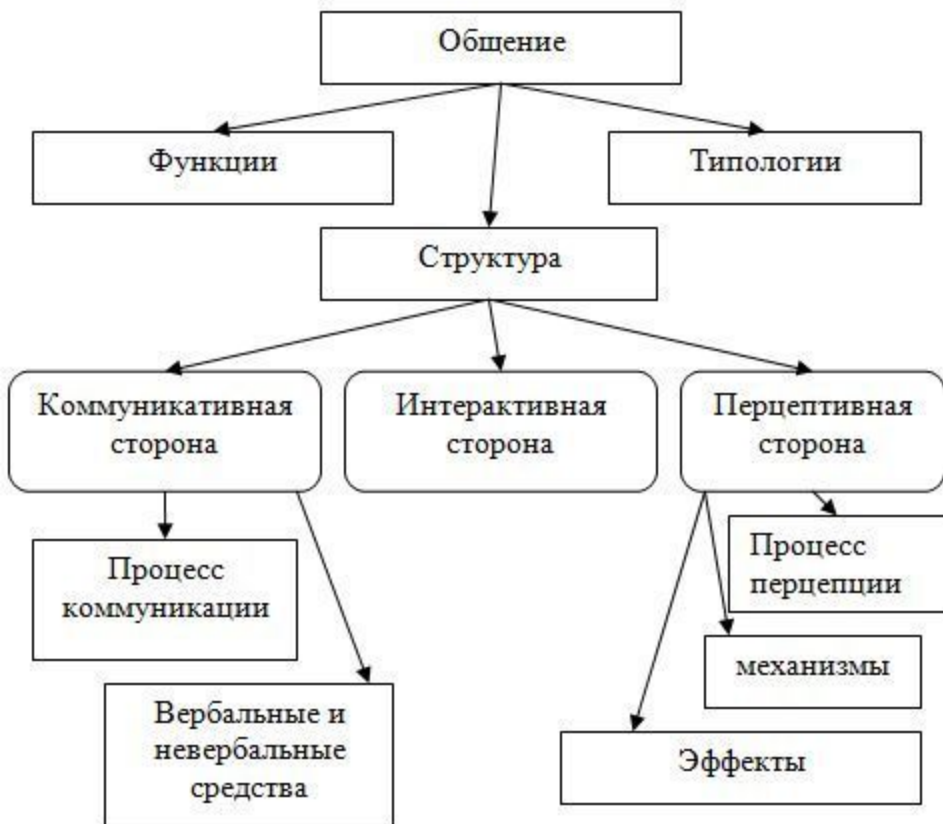 Общение
Функции
Типологии
Структура
Коммуникативная
сторона
Интерактивная
сторона
Перцептивная
сторона
Процесс
коммуникации
Процесс
перцепции
механизмы
Вербальные и
невербальные
средства
Эффекты